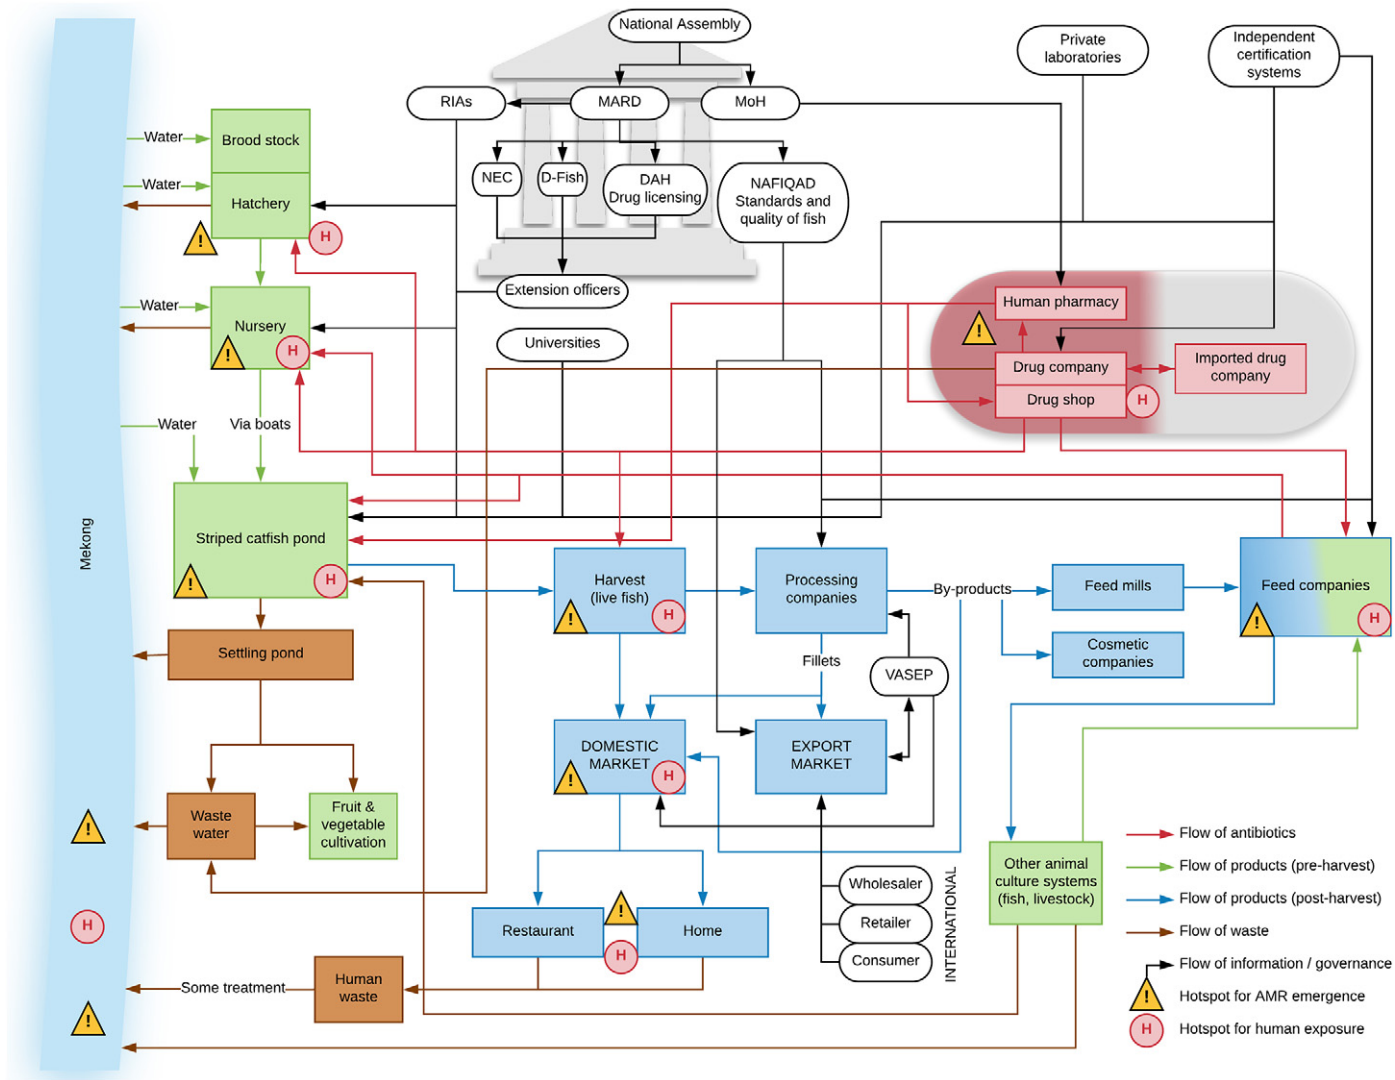 National Assembly
Private
laboratories
Independent
certification
systems
RIAs
MARD
MoH
Water
Brood stock
NEC
D-Fish
DAH
Drug licensing
NAFIQAD
Standards and
quality of fish
Water
Hatchery
H
Extension officers
Human pharmacy
Water
Nursery
H
Universities
Drug company
Imported drug
company
Drug shop
H
Water
Via boats
Mekong
Striped catfish pond
H
Harvest
(live fish)
H
Processing
companies
By-products
Feed mills
Feed companies
H
Settling pond
Fillets
VASEP
Cosmetic
companies
DOMESTIC
MARKET
H
EXPORT
MARKET
Waste
water
Fruit &
vegetable
cultivation
H
Wholesaler
Retailer
Consumer
INTERNATIONAL
Other animal
culture systems
(fish, livestock)
Restaurant
Home
H
Some treatment
Human
waste
Flow of antibiotics
Flow of products (pre-harvest)
Flow of products (post-harvest)
Flow of waste
Flow of information / governance
! Hotspot for AMR emergence
H Hotspot for human exposure